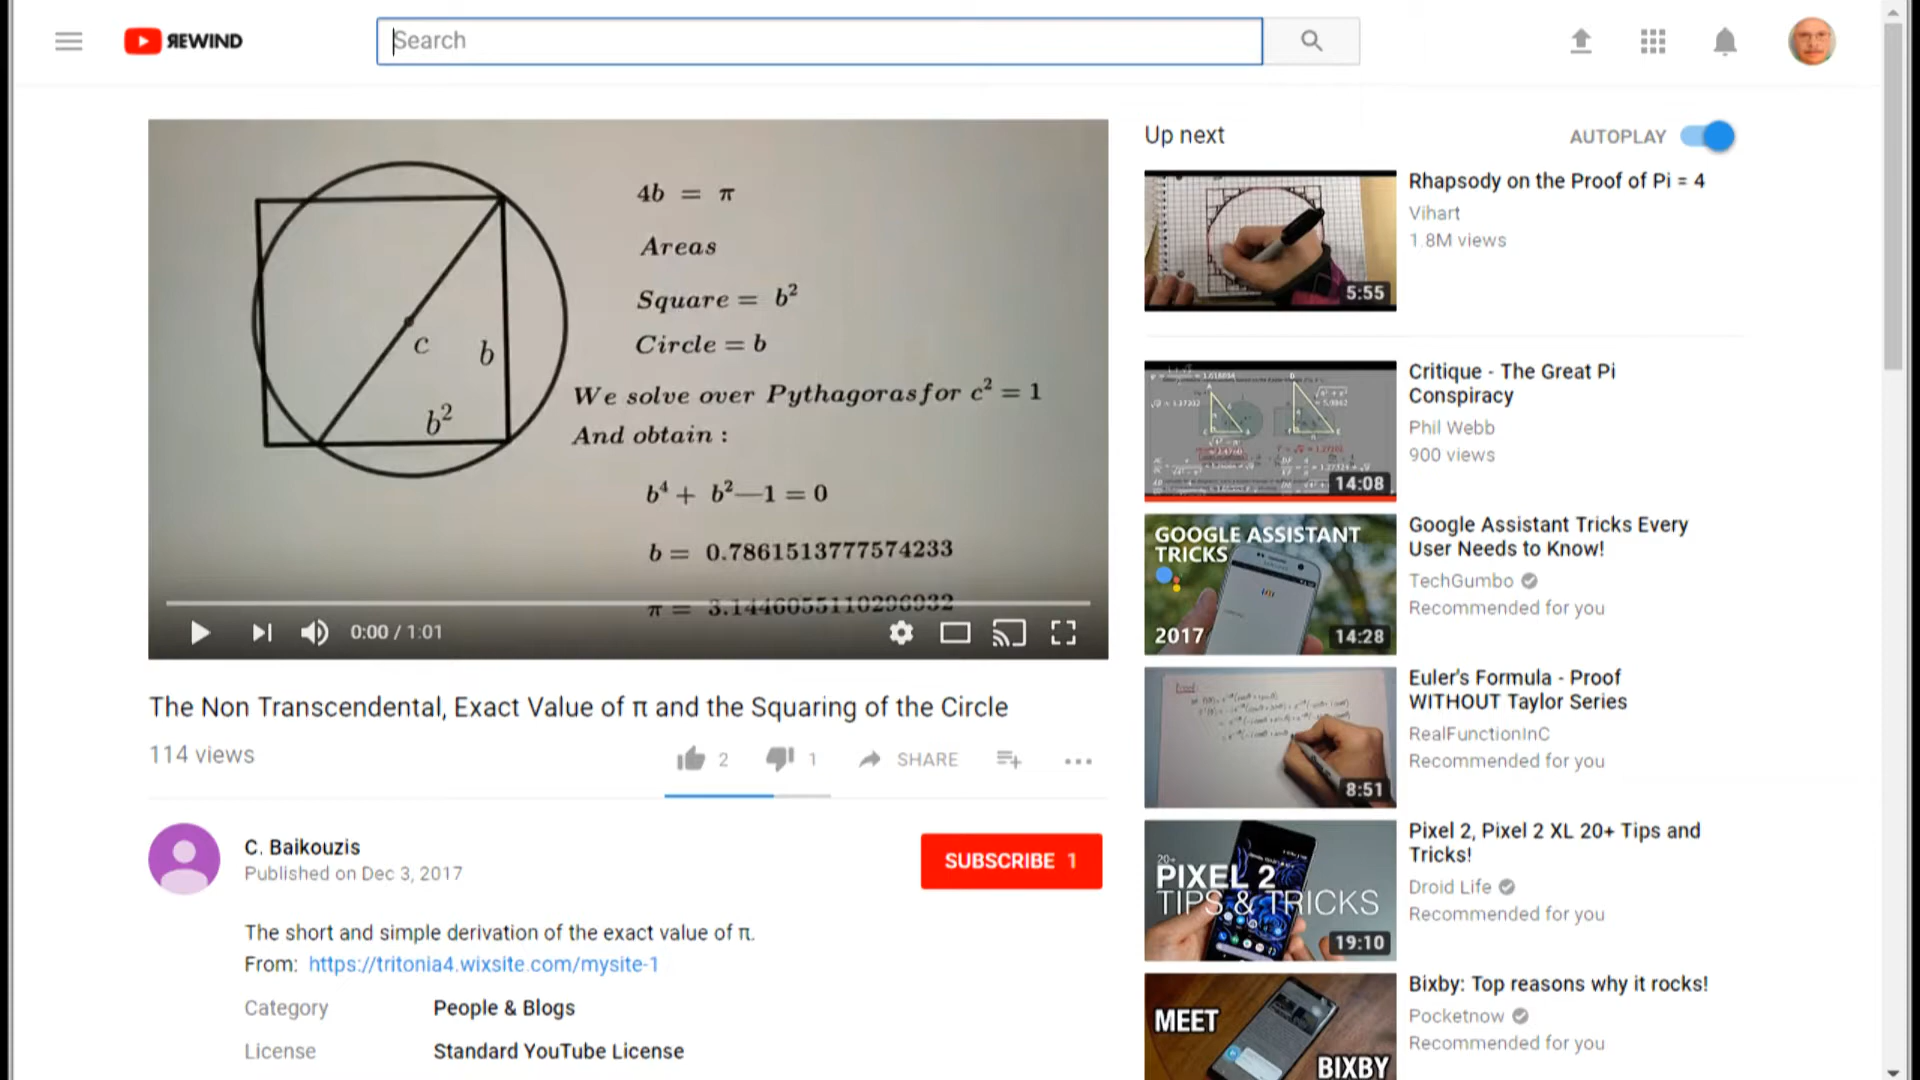 ЯEWIND
Search
4b = π
Areas
Square = b²
Circle = b
We solve over Pythagoras for c² = 1
And obtain :
b⁴ + b²—1 = 0
b = 0.7861513777574233
π = 3.1446055110296932
c
b
b²
0:00 / 1:01
The Non Transcendental, Exact Value of π and the Squaring of the Circle
114 views
2
1
SHARE
C. Baikouzis
Published on Dec 3, 2017
SUBSCRIBE 1
The short and simple derivation of the exact value of π.
From: https://tritonia4.wixsite.com/mysite-1
Category People & Blogs
License Standard YouTube License
Up next
AUTOPLAY
5:55
Rhapsody on the Proof of Pi = 4
Vihart
1.8M views
14:08
Critique - The Great Pi
Conspiracy
Phil Webb
900 views
GOOGLE ASSISTANT
TRICKS
2017
14:28
Google Assistant Tricks Every
User Needs to Know!
TechGumbo
Recommended for you
8:51
Euler's Formula - Proof
WITHOUT Taylor Series
RealFunctionInC
Recommended for you
20+
PIXEL 2
TIPS & TRICKS
19:10
Pixel 2, Pixel 2 XL 20+ Tips and
Tricks!
Droid Life
Recommended for you
MEET
BIXBY
Bixby: Top reasons why it rocks!
Pocketnow
Recommended for you